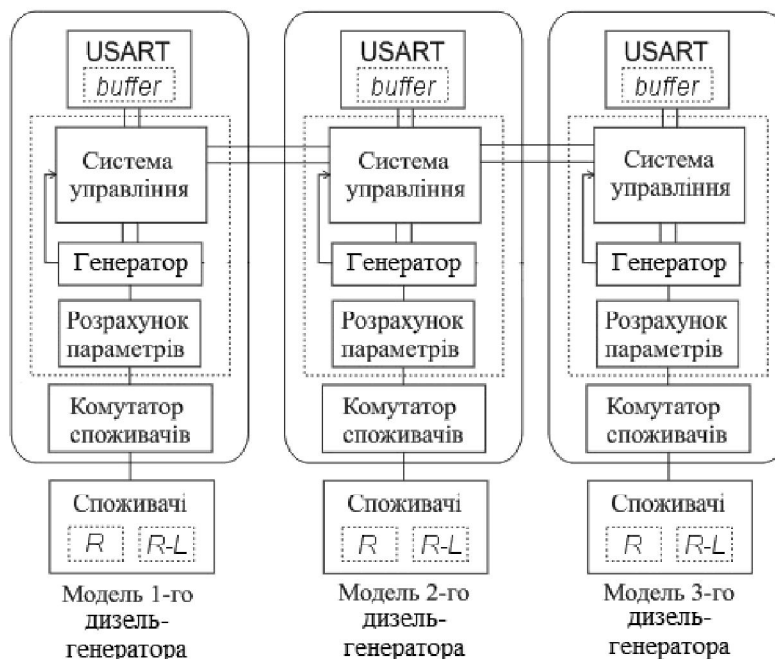 USART
buffer
Система
управління
Генератор
Розрахунок
параметрів
Комутатор
споживачів
Споживачі
R R-L
Модель 1-го
дизель-
генератора
USART
buffer
Система
управління
Генератор
Розрахунок
параметрів
Комутатор
споживачів
Споживачі
R R-L
Модель 2-го
дизель-
генератора
USART
buffer
Система
управління
Генератор
Розрахунок
параметрів
Комутатор
споживачів
Споживачі
R R-L
Модель 3-го
дизель-
генератора